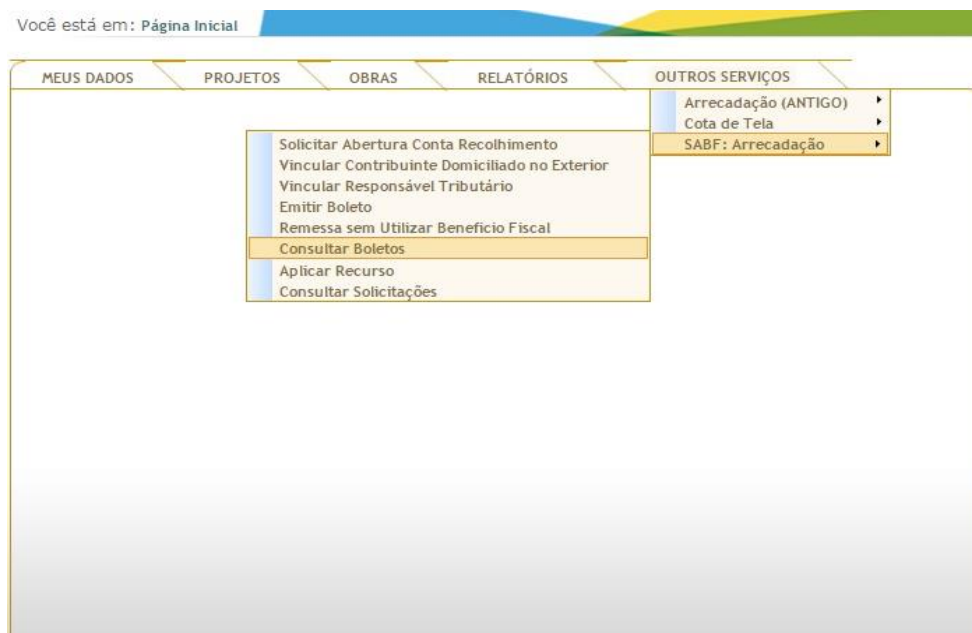 Você está em: Página Inicial
MEUS DADOS PROJETOS OBRAS RELATÓRIOS OUTROS SERVIÇOS
Arrecadação (ANTIGO)
Cota de Tela
SABF: Arrecadação
Solicitar Abertura Conta Recolhimento
Vincular Contribuinte Domiciliado no Exterior
Vincular Responsável Tributário
Emitir Boleto
Remessa sem Utilizar Benefício Fiscal
Consultar Boletos
Aplicar Recurso
Consultar Solicitações